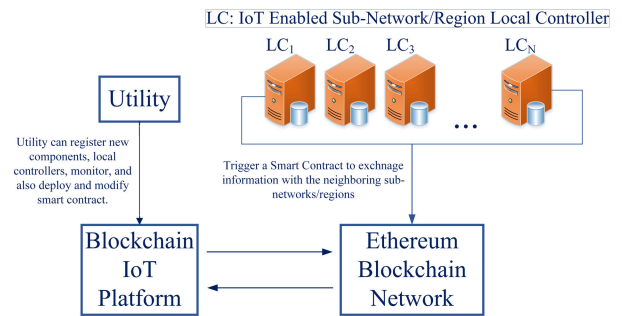 LC: IoT Enabled Sub-Network/Region Local Controller
LC1
LC2
LC3
LCN
...
Utility
Utility can register new
components, local
controllers, monitor, and
also deploy and modify
smart contract.
Trigger a Smart Contract to exchnage
information with the neighboring sub-
networks/regions
Blockchain
IoT
Platform
Ethereum
Blockchain
Network